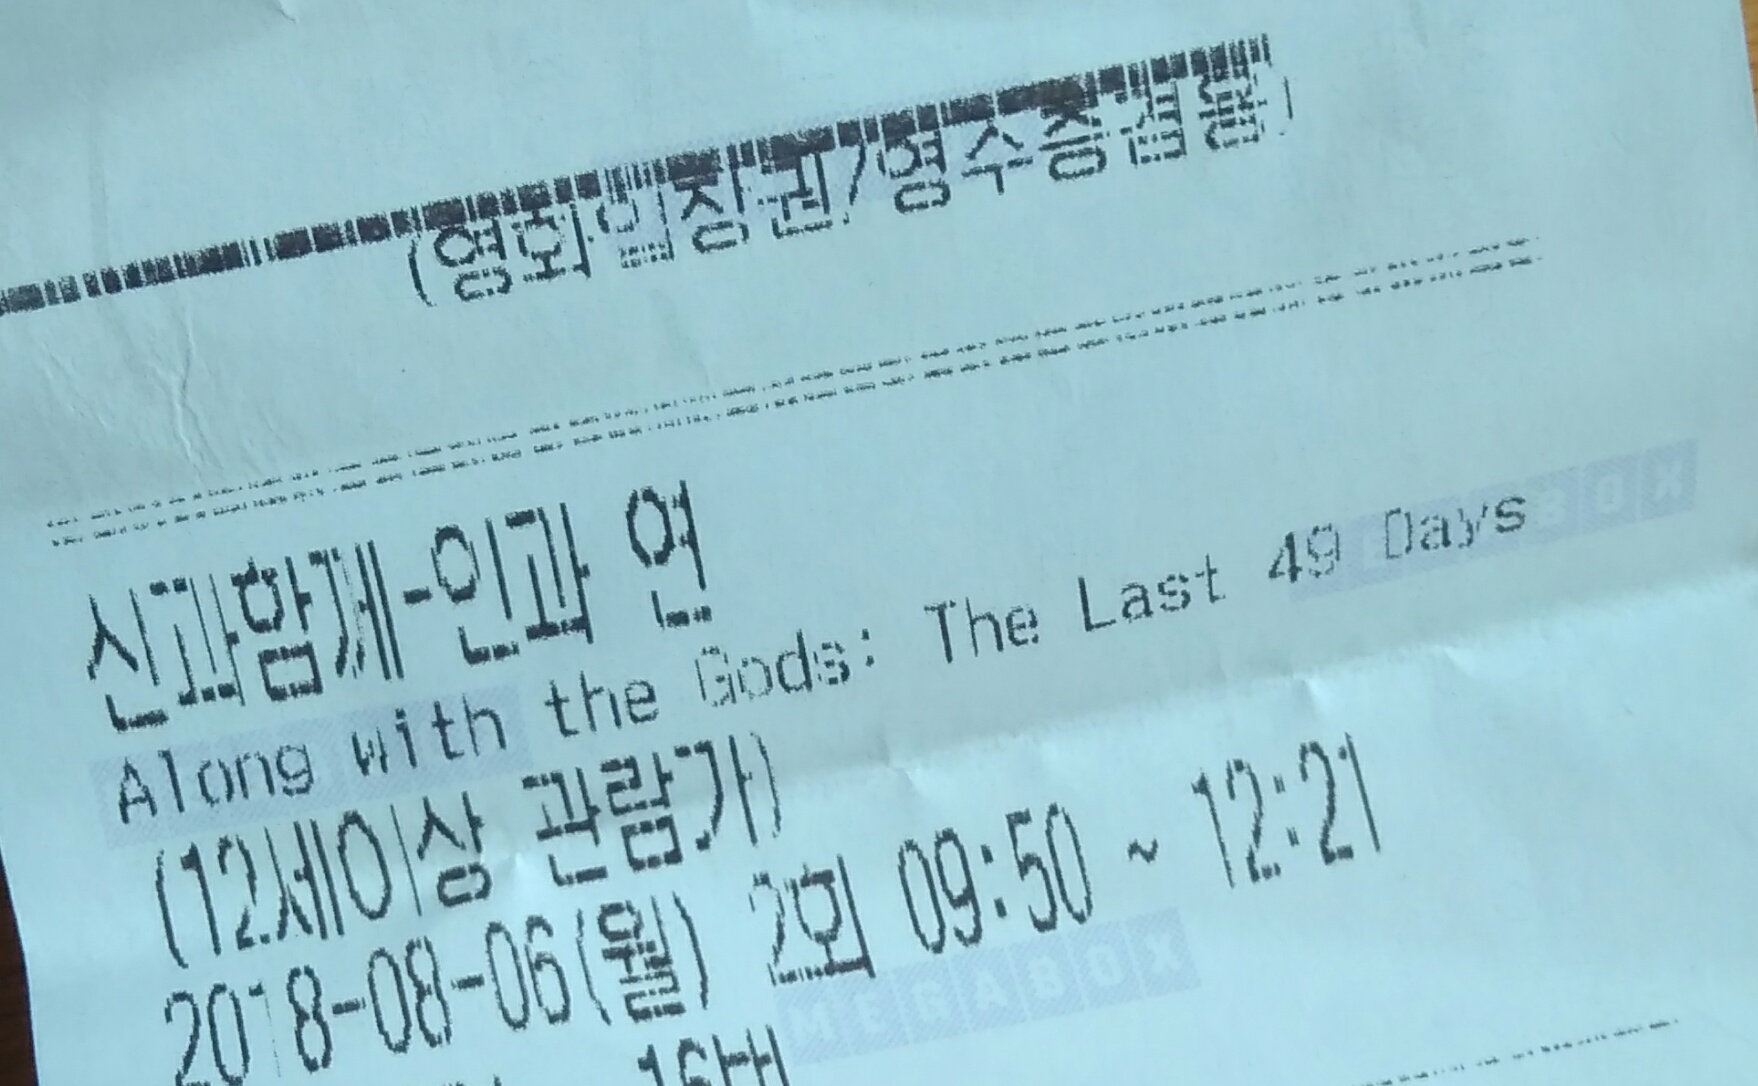 (영화입장권/영수증겸용)
신과함께-인과 연
Along with the Gods: The Last 49 Days
(12세이상 관람가)
2018-08-06(월) 2회 09:50 ~ 12:21
MEGABOX